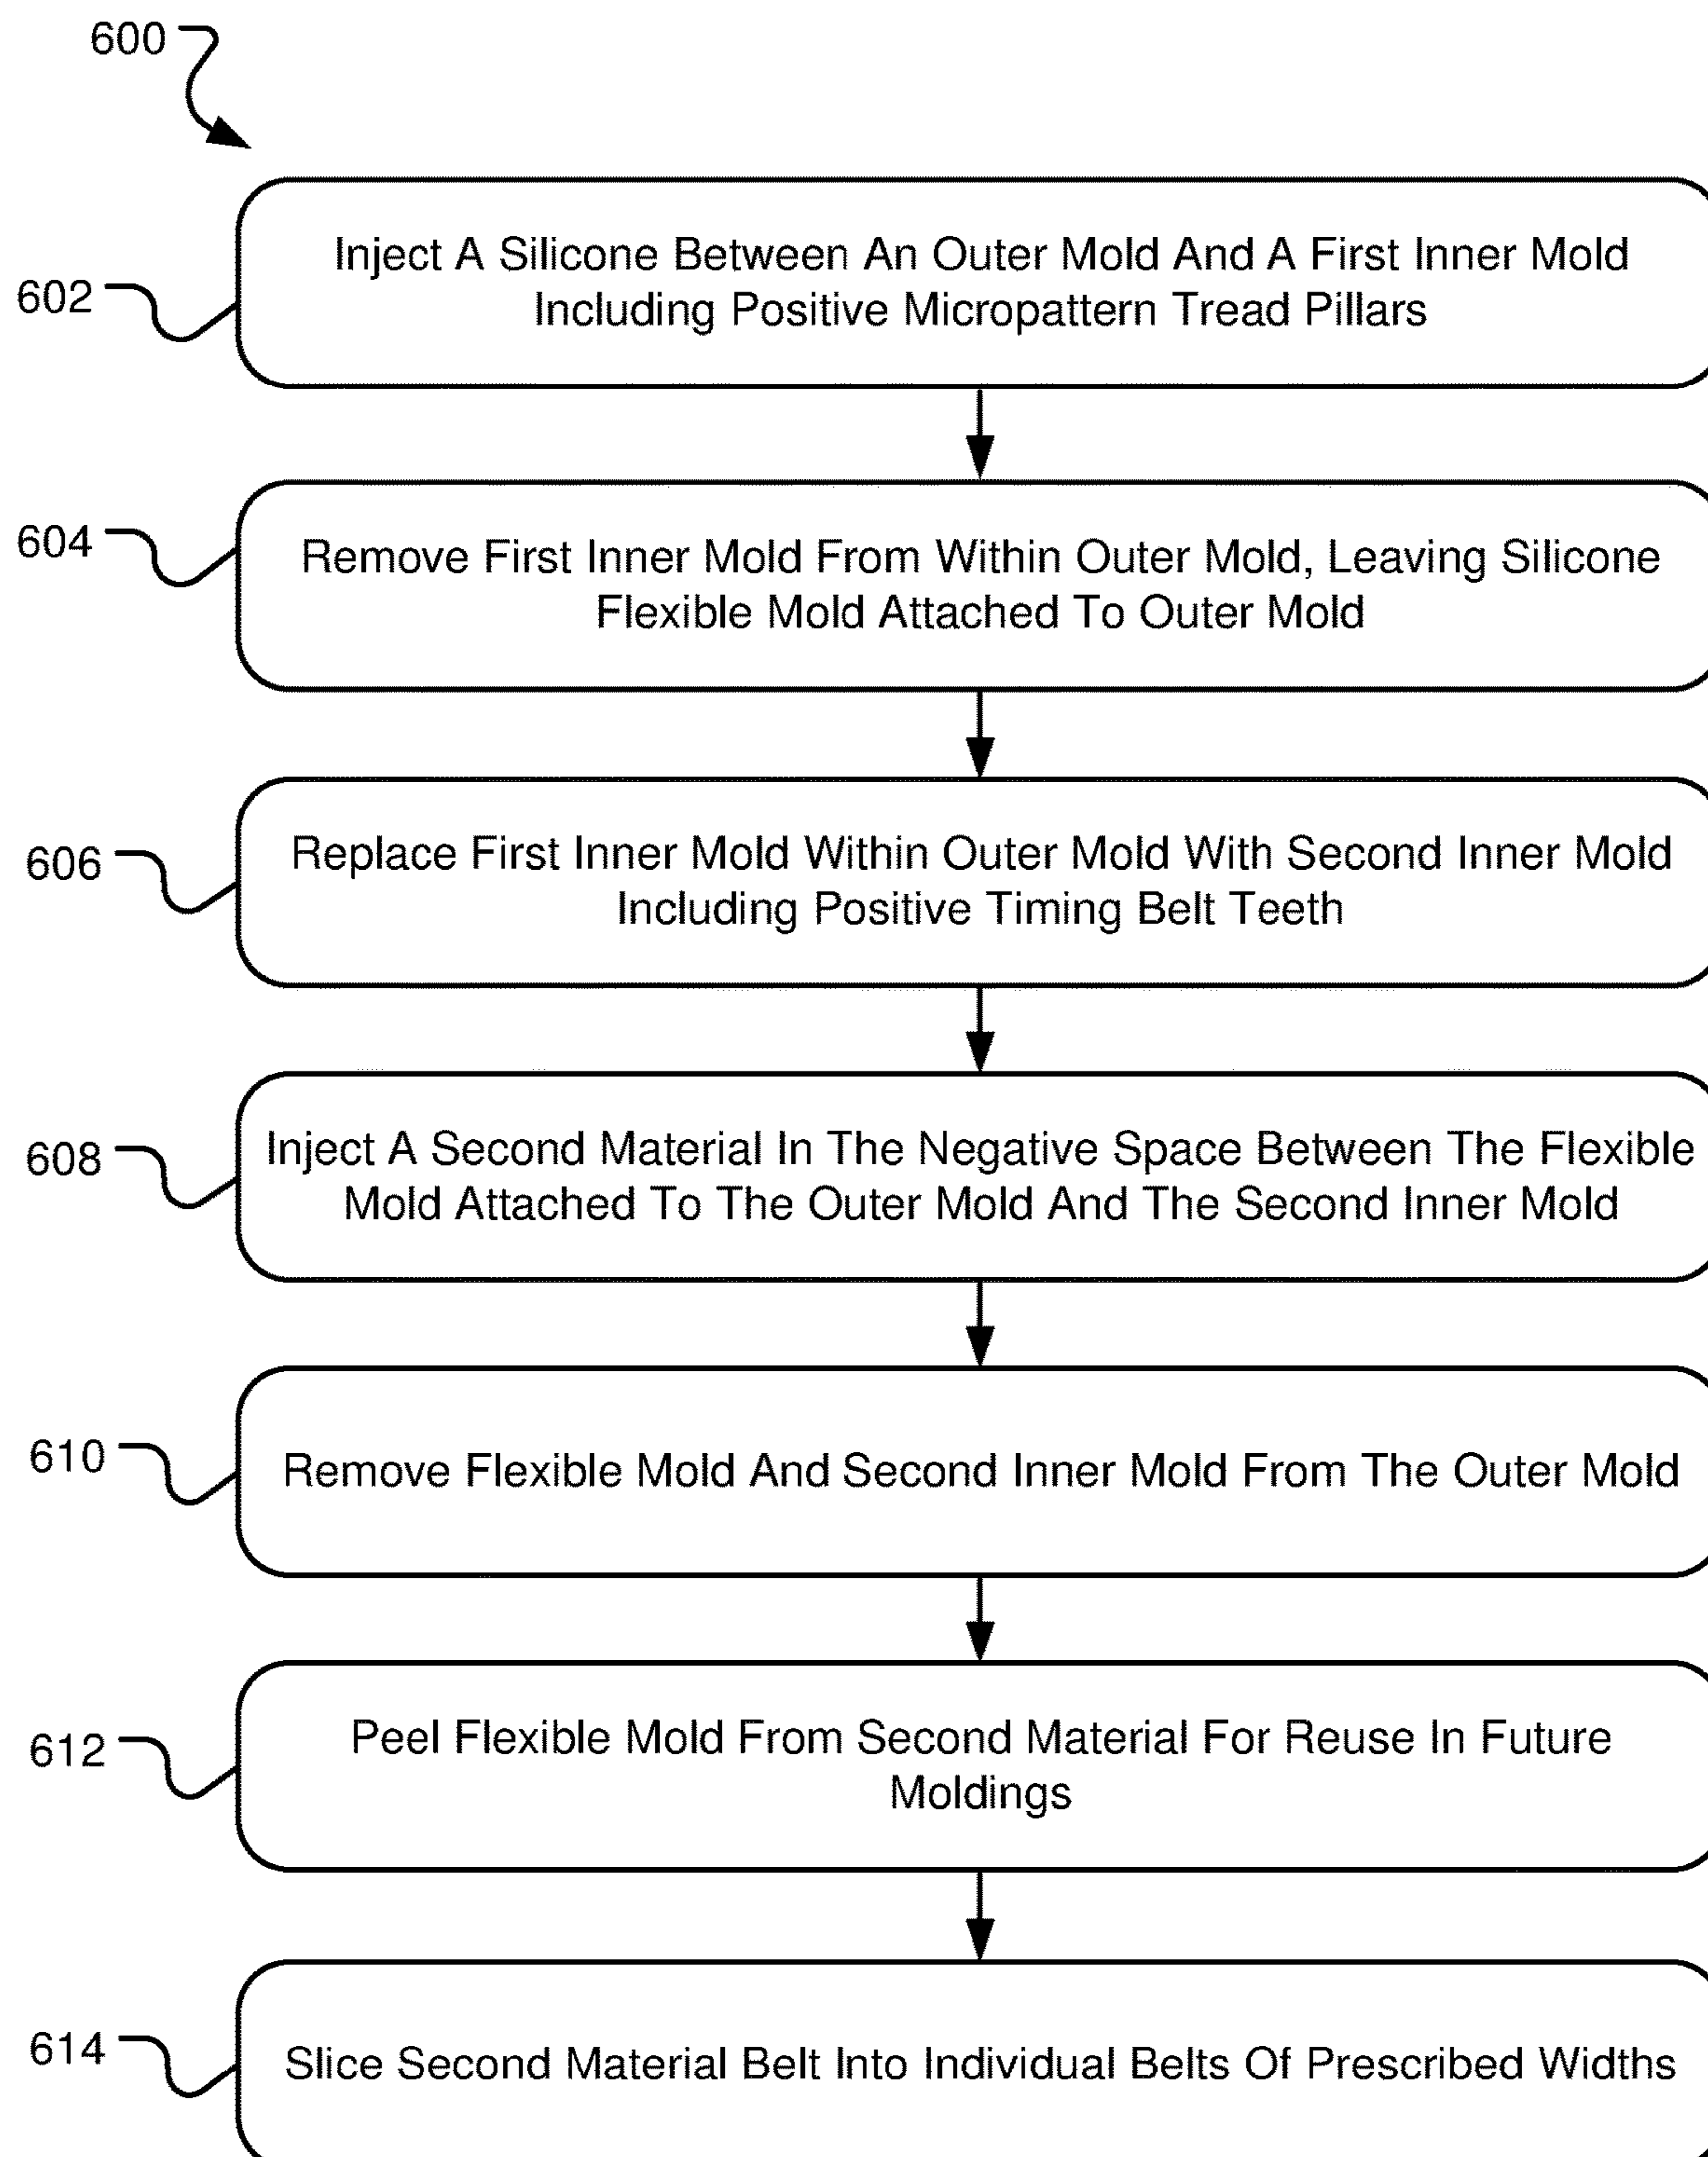 600
602
Inject A Silicone Between An Outer Mold And A First Inner Mold
Including Positive Micropattern Tread Pillars
604
Remove First Inner Mold From Within Outer Mold, Leaving Silicone
Flexible Mold Attached To Outer Mold
606
Replace First Inner Mold Within Outer Mold With Second Inner Mold
Including Positive Timing Belt Teeth
608
Inject A Second Material In The Negative Space Between The Flexible
Mold Attached To The Outer Mold And The Second Inner Mold
610
Remove Flexible Mold And Second Inner Mold From The Outer Mold
612
Peel Flexible Mold From Second Material For Reuse In Future
Moldings
614
Slice Second Material Belt Into Individual Belts Of Prescribed Widths